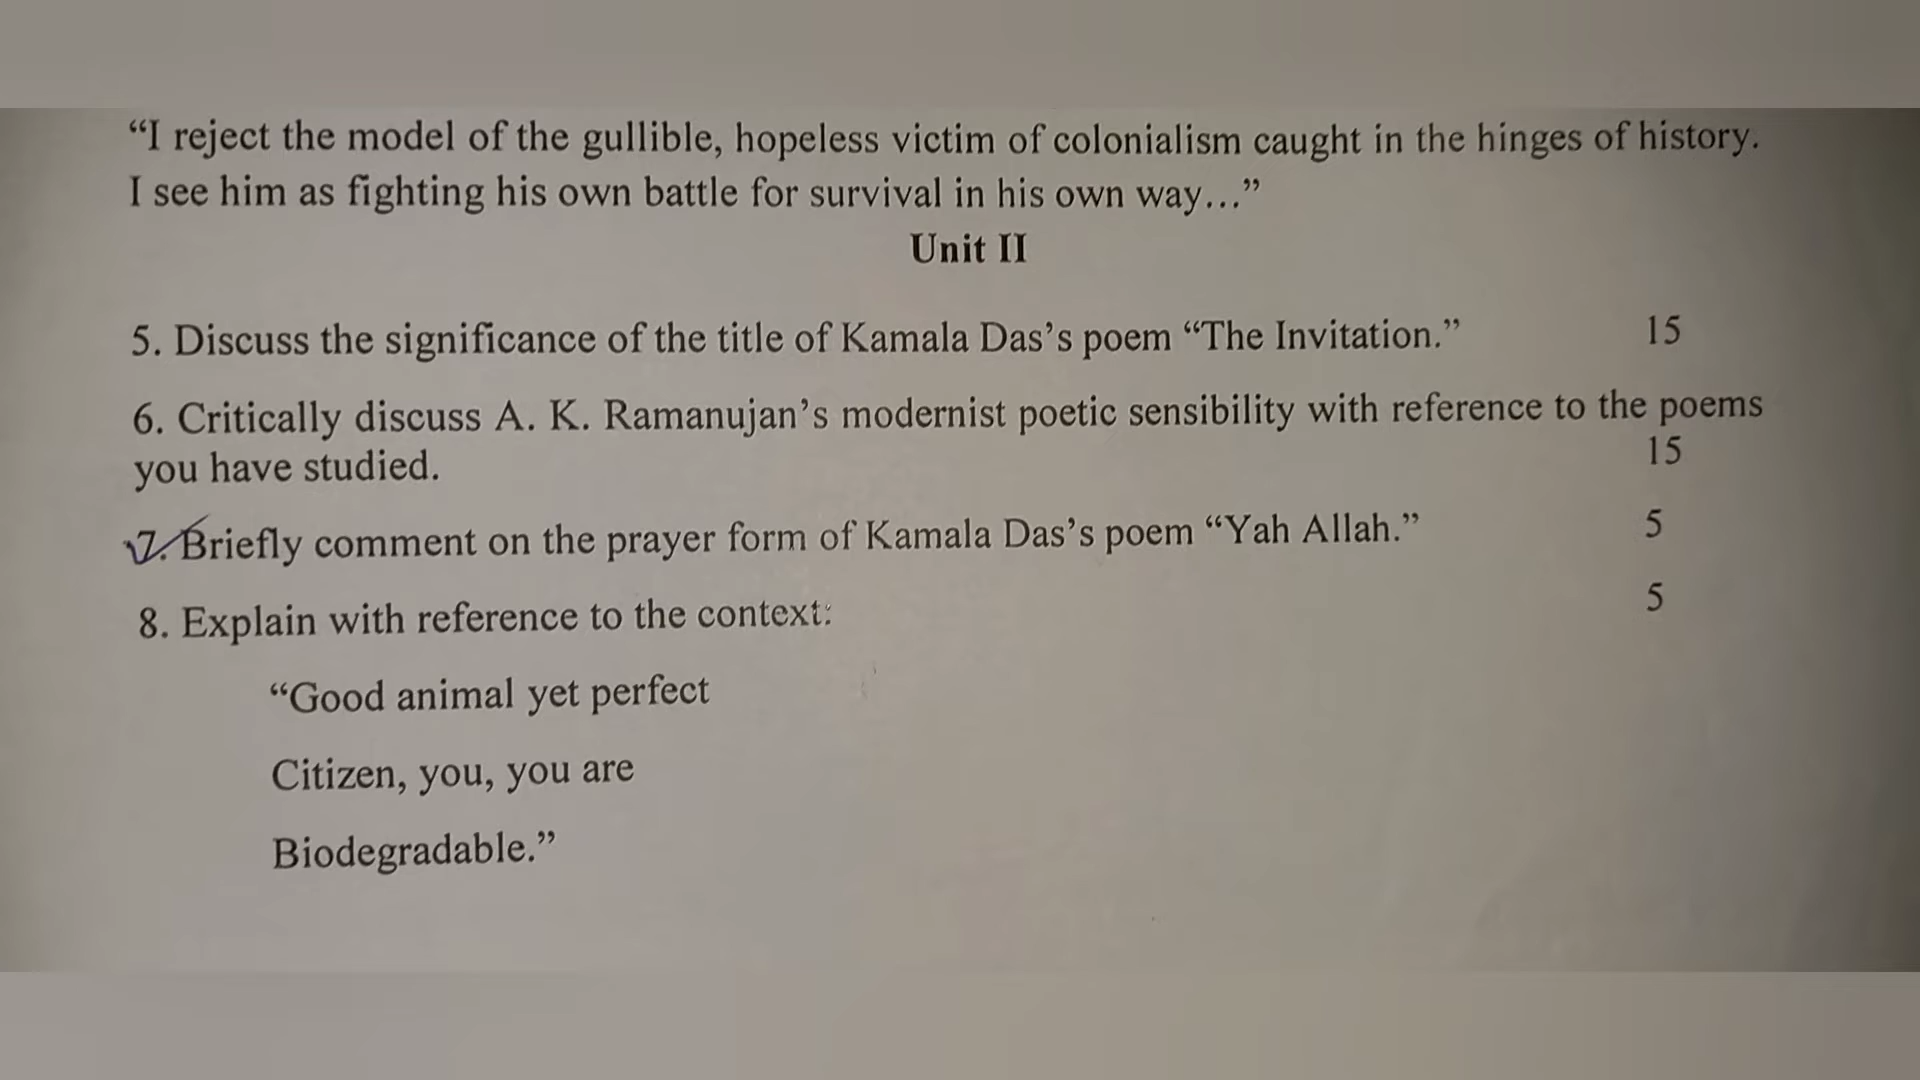 “I reject the model of the gullible, hopeless victim of colonialism caught in the hinges of history.
I see him as fighting his own battle for survival in his own way...”
Unit II
5. Discuss the significance of the title of Kamala Das’s poem “The Invitation.” 15
6. Critically discuss A. K. Ramanujan’s modernist poetic sensibility with reference to the poems
you have studied. 15
7. Briefly comment on the prayer form of Kamala Das’s poem “Yah Allah.” 5
8. Explain with reference to the context: 5
“Good animal yet perfect
Citizen, you, you are
Biodegradable.”